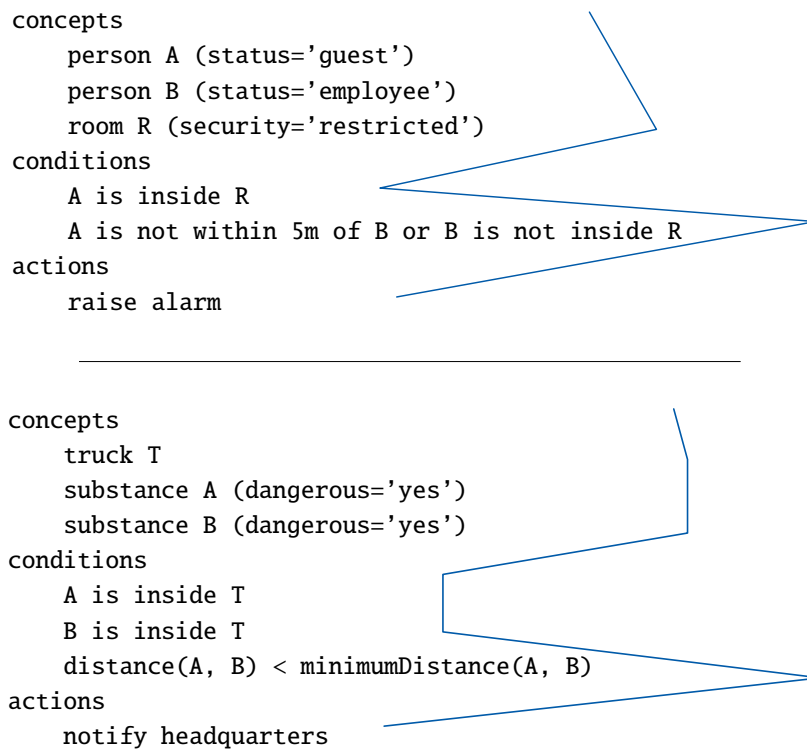 concepts
    person A (status=’guest’)
    person B (status=’employee’)
    room R (security=’restricted’)
conditions
    A is inside R
    A is not within 5m of B or B is not inside R
actions
    raise alarm
concepts
    truck T
    substance A (dangerous=’yes’)
    substance B (dangerous=’yes’)
conditions
    A is inside T
    B is inside T
    distance(A, B) < minimumDistance(A, B)
actions
    notify headquarters